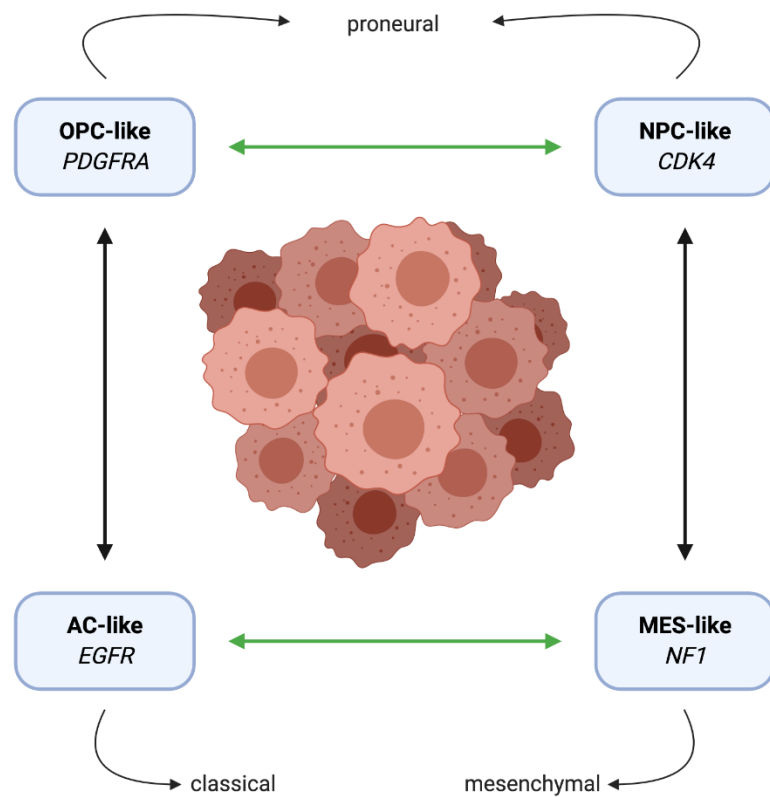 proneural
OPC-like
PDGFRA
NPC-like
CDK4
AC-like
EGFR
MES-like
NF1
classical
mesenchymal